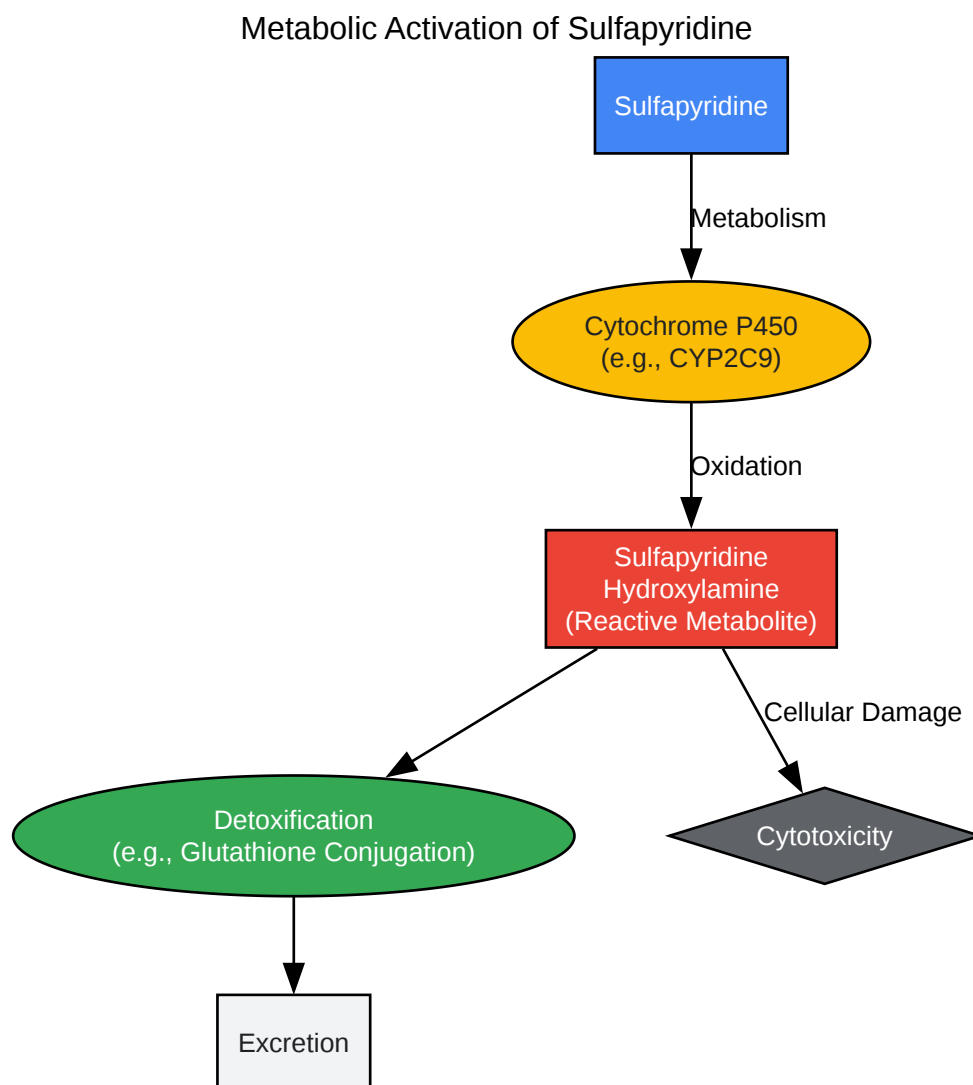 Metabolic Activation of Sulfapyridine
Sulfapyridine
Metabolism
Cytochrome P450
(e.g., CYP2C9)
Oxidation
Sulfapyridine
Hydroxylamine
(Reactive Metabolite)
Cellular Damage
Detoxification
(e.g., Glutathione Conjugation)
Cytotoxicity
Excretion